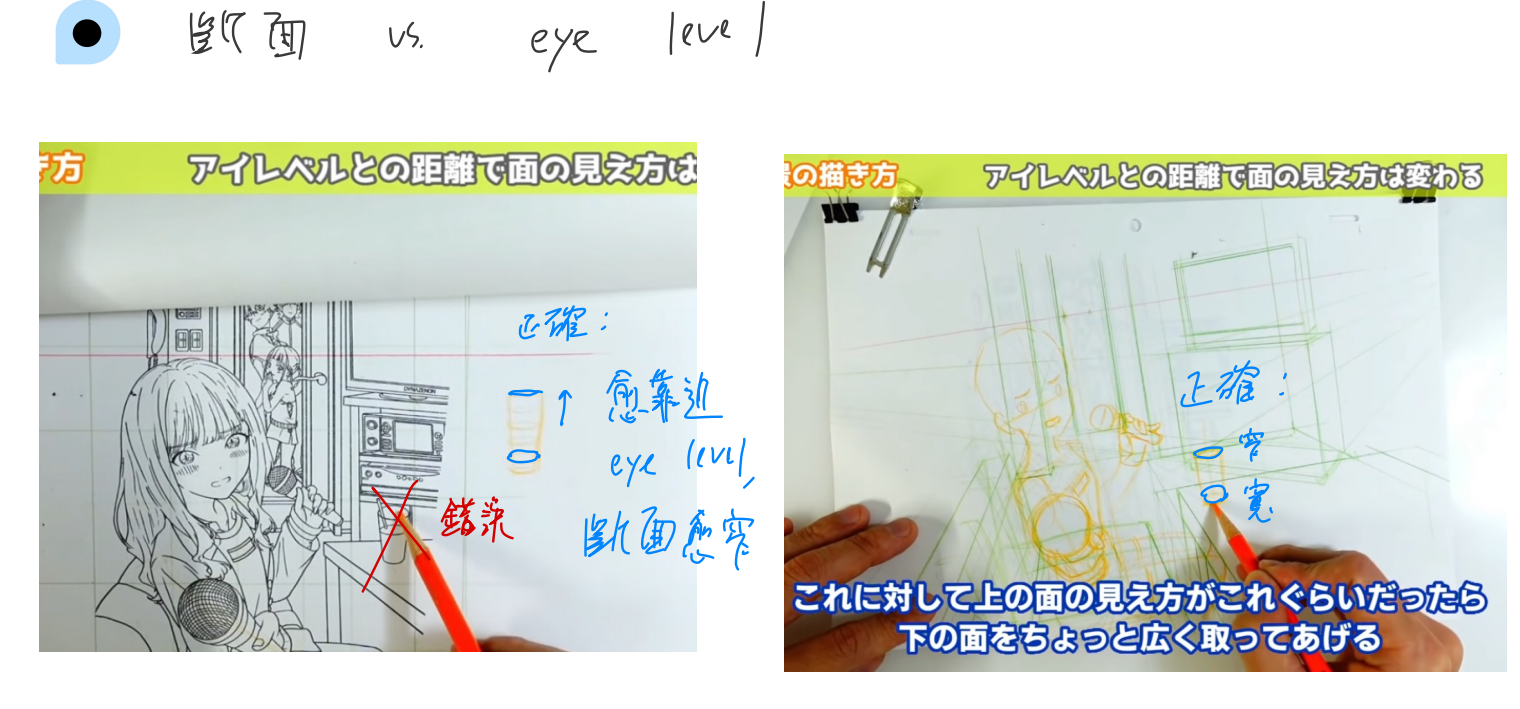 斷面 vs. eye level
き方 アイレベルとの距離で面の見え方は
正確：
愈靠近
eye level,
斷面愈窄
錯誤
DYNAZENON
景の描き方 アイレベルとの距離で面の見え方は変わる
正確：
窄
寬
これに対して上の面の見え方がこれぐらいだったら
下の面をちょっと広く取ってあげる